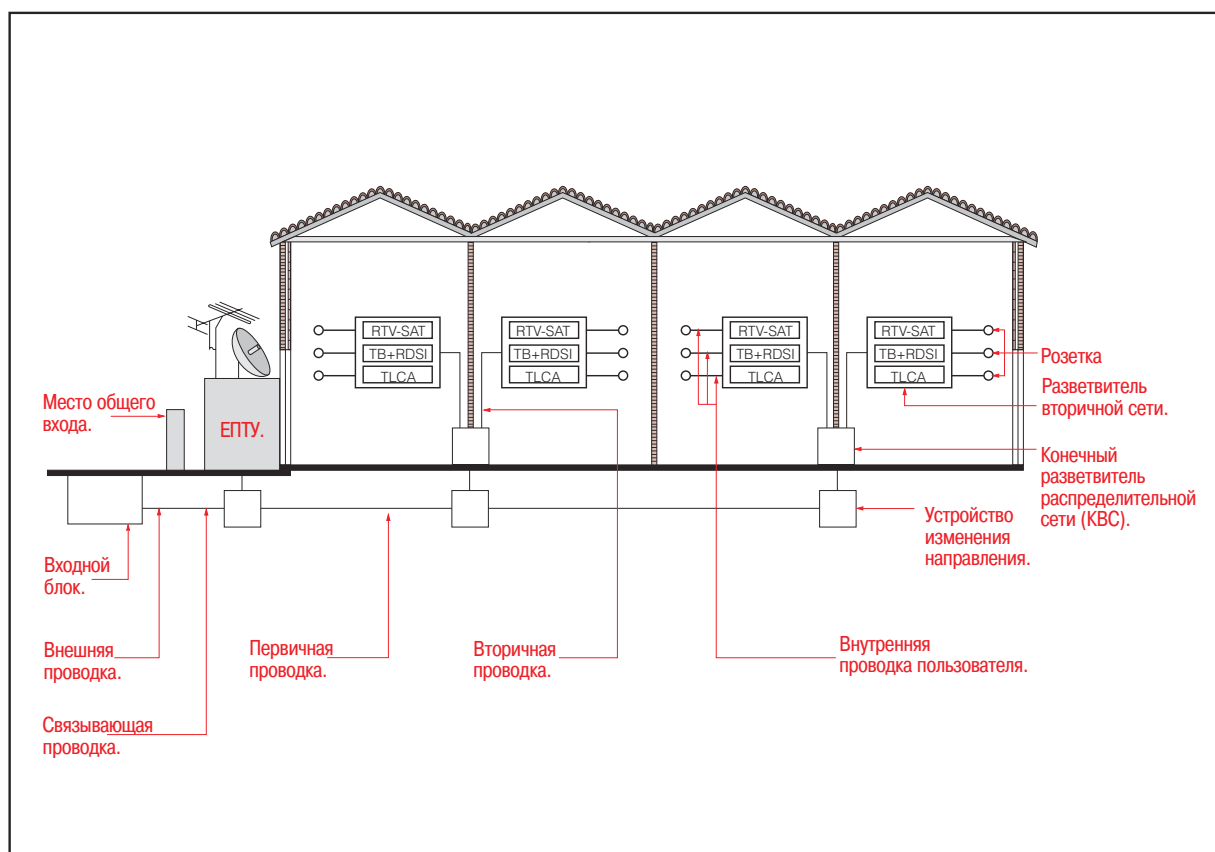 RTV-SAT
TB+RDSI
TLCA
RTV-SAT
TB+RDSI
TLCA
RTV-SAT
TB+RDSI
TLCA
RTV-SAT
TB+RDSI
TLCA
Розетка
Разветвитель
вторичной сети.
Место общего
входа.
ЕПТУ.
Конечный
разветвитель
распределительной
сети (КВС).
Устройство
изменения
направления.
Входной
блок.
Внешняя
проводка.
Первичная
проводка.
Вторичная
проводка.
Внутренняя
проводка пользователя.
Связывающая
проводка.